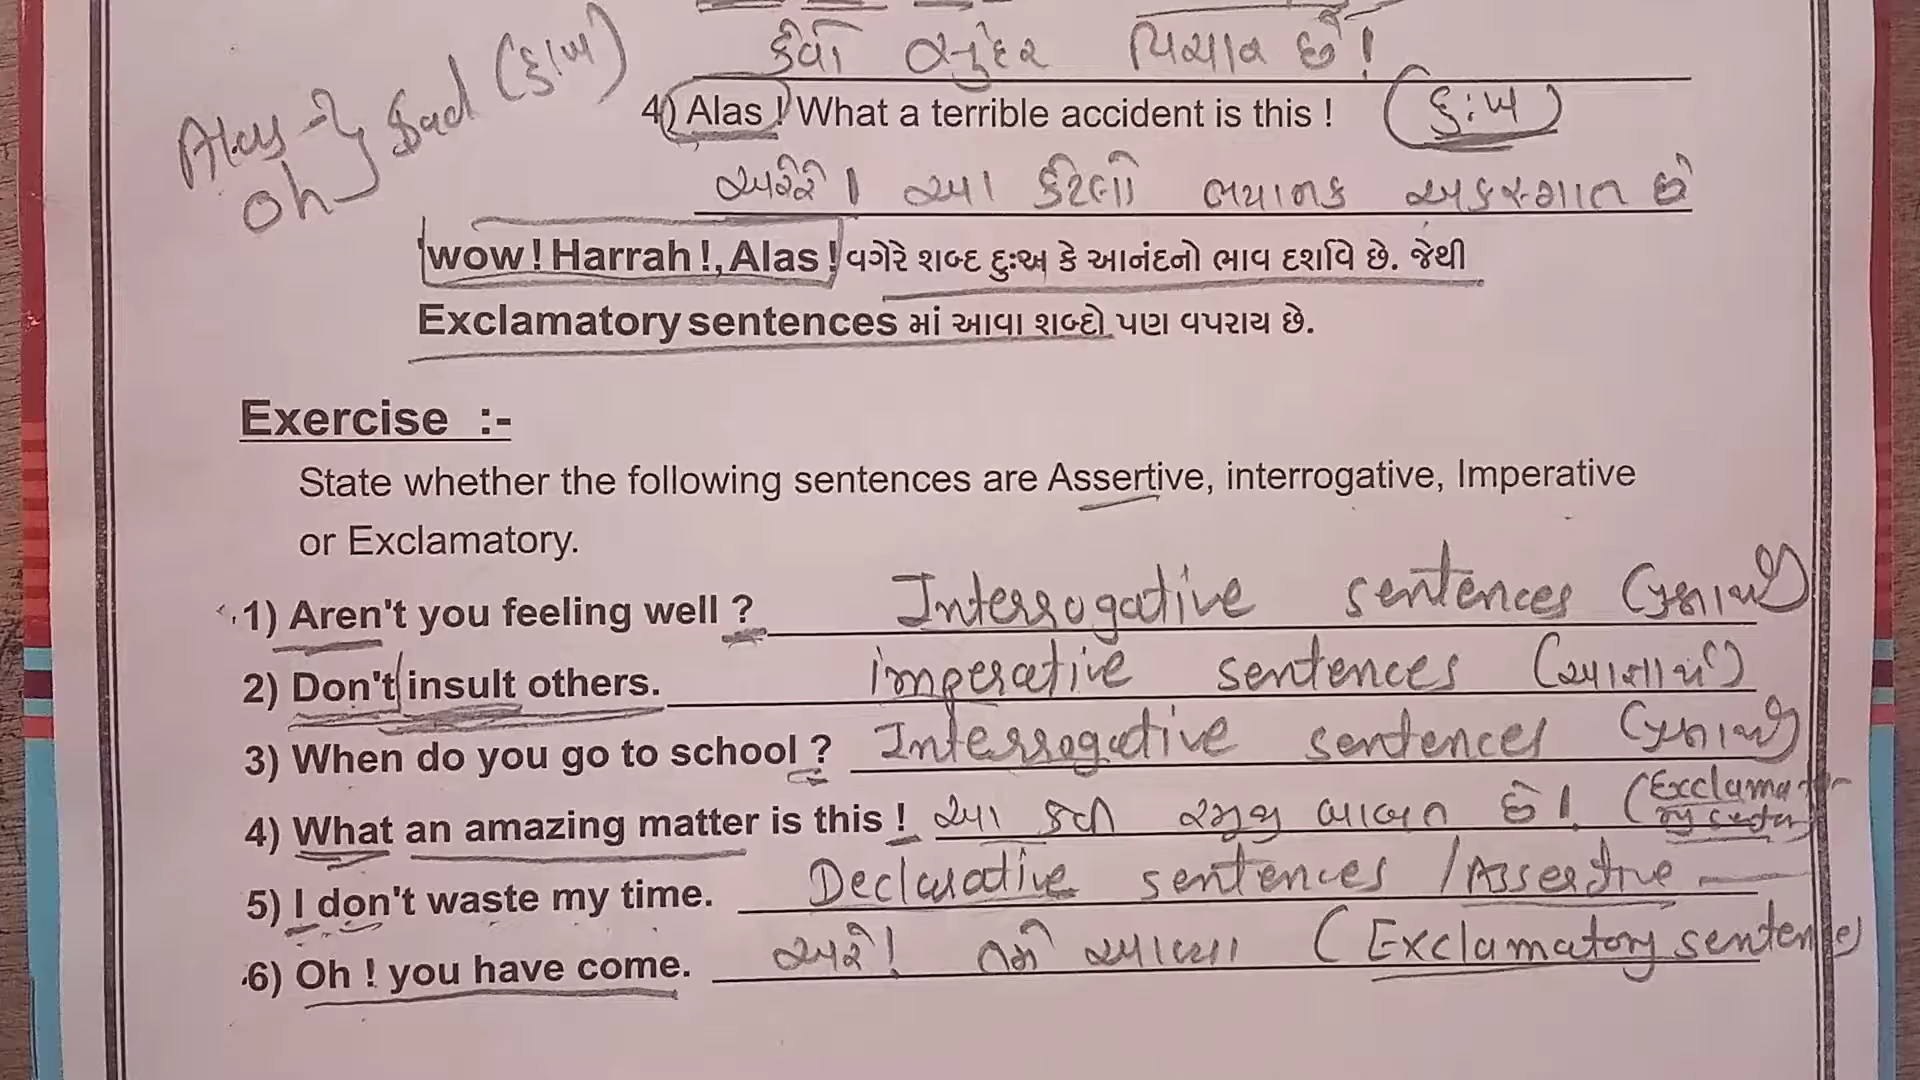 કેવો સુંદર વિચાર છે!
Alas Oh } Sad (દુ:ખ)
4) Alas ! What a terrible accident is this ! (દુ:ખ)
અરેરે! આ કેટલો ભયાનક અકસ્માત છે
wow ! Harrah !, Alas ! વગેરે શબ્દ દુઃખ કે આનંદનો ભાવ દર્શાવે છે. જેથી
Exclamatory sentences માં આવા શબ્દો પણ વપરાય છે.
Exercise :-
State whether the following sentences are Assertive, interrogative, Imperative
or Exclamatory.
1) Aren't you feeling well ? Interrogative sentences (પ્રશ્નાર્થ)
2) Don't insult others. imperative sentences (આજ્ઞાર્થ)
3) When do you go to school ? Interrogative sentences (પ્રશ્નાર્થ)
4) What an amazing matter is this ! આ બાબત છે! (Exclamatory
5) I don't waste my time. Declarative sentences / Assertive
6) Oh ! you have come. અરે! તમે આવ્યા (Exclamatory sentence)